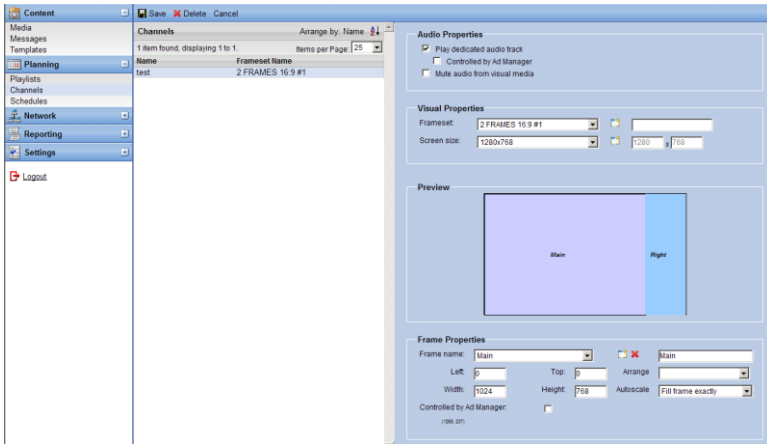 Content
Media
Messages
Templates
Planning
Playlists
Channels
Schedules
Network
Reporting
Settings
Logout
Save Delete Cancel
Channels Arrange by: Name
1 item found, displaying 1 to 1. Items per Page: 25
Name Frameset Name
test 2 FRAMES 16:9 #1
Audio Properties
Play dedicated audio track
Controlled by Ad Manager
Mute audio from visual media
Visual Properties
Frameset: 2 FRAMES 16:9 #1
Screen size: 1280x768 1280 x 768
Preview
Main Right
Frame Properties
Frame name: Main Main
Left: 0 Top: 0 Arrange
Width: 1024 Height: 768 Autoscale Fill frame exactly
Controlled by Ad Manager: